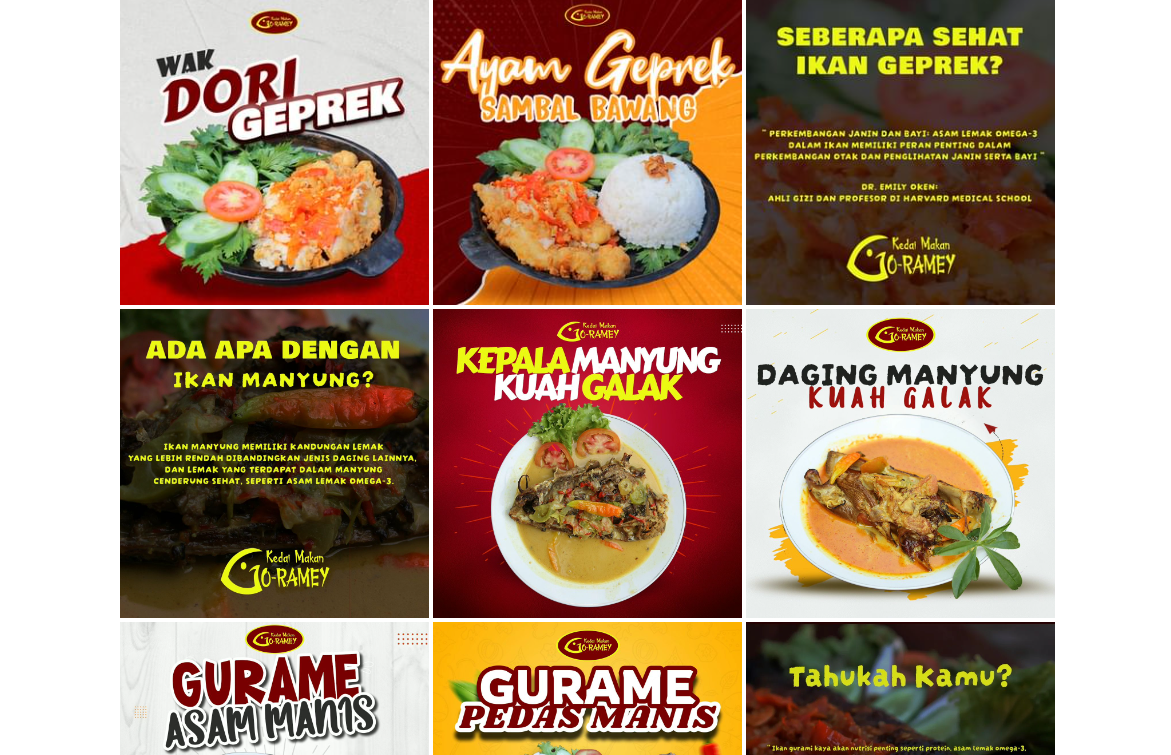 Kedai Makan
GO-RAMEY
WAK
DORI
GEPREK
Kedai Makan
GO-RAMEY
Ayam Geprek
SAMBAL BAWANG
SEBERAPA SEHAT
IKAN GEPREK?
" PERKEMBANGAN JANIN DAN BAYI: ASAM LEMAK OMEGA-3
DALAM IKAN MEMILIKI PERAN PENTING DALAM
PERKEMBANGAN OTAK DAN PENGLIHATAN JANIN SERTA BAYI "
DR. EMILY OKEN:
AHLI GIZI DAN PROFESOR DI HARVARD MEDICAL SCHOOL
Kedai Makan
GO-RAMEY
ADA APA DENGAN
IKAN MANYUNG?
IKAN MANYUNG MEMILIKI KANDUNGAN LEMAK
YANG LEBIH RENDAH DIBANDINGKAN JENIS DAGING LAINNYA,
DAN LEMAK YANG TERDAPAT DALAM MANYUNG
CENDERUNG SEHAT, SEPERTI ASAM LEMAK OMEGA-3.
Kedai Makan
GO-RAMEY
Kedai Makan
GO-RAMEY
KEPALA MANYUNG
KUAH GALAK
Kedai Makan
GO-RAMEY
DAGING MANYUNG
KUAH GALAK
Kedai Makan
GO-RAMEY
GURAME
ASAM MANIS
Kedai Makan
GO-RAMEY
GURAME
PEDAS MANIS
Tahukah Kamu?
" Ikan gurami kaya akan nutrisi penting seperti protein, asam lemak omega-3,